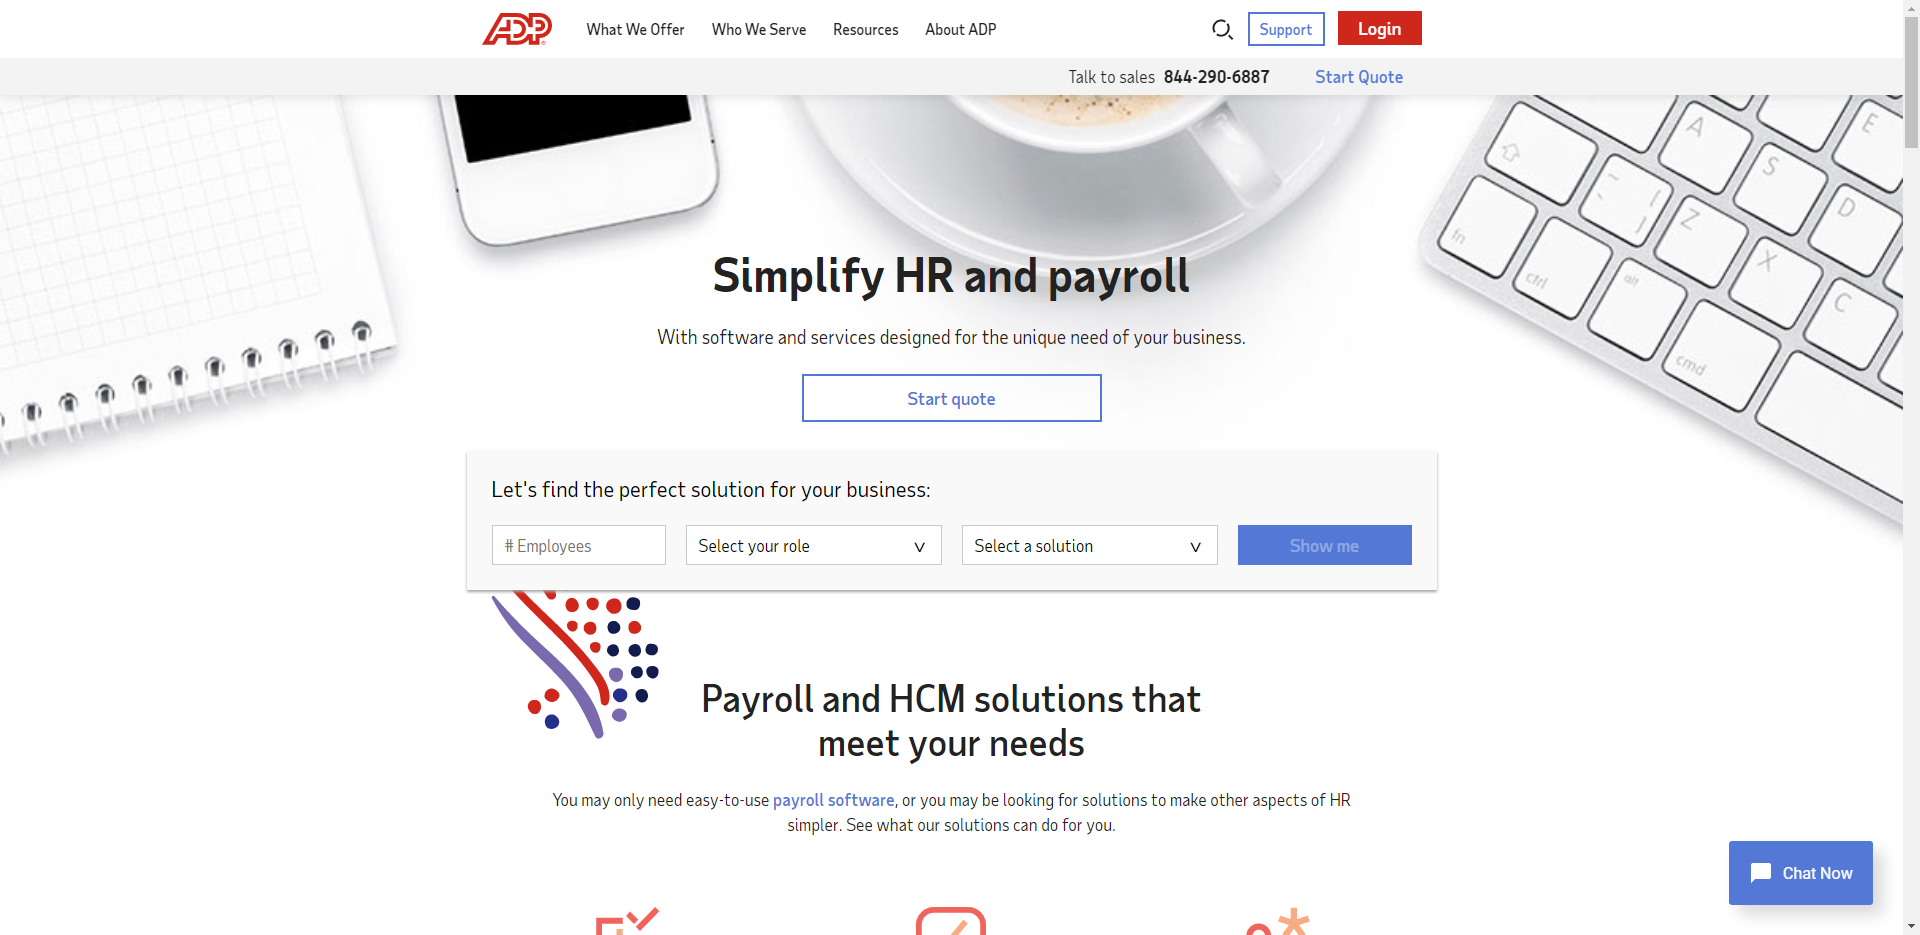 ADP
What We Offer
Who We Serve
Resources
About ADP
Support
Login
Talk to sales 844-290-6887
Start Quote
A
S
E
D
Z
X
C
fn
ctrl
alt
cmd
Simplify HR and payroll
With software and services designed for the unique need of your business.
Start quote
Let's find the perfect solution for your business:
# Employees
Select your role
Select a solution
Show me
Payroll and HCM solutions that
meet your needs
You may only need easy-to-use payroll software, or you may be looking for solutions to make other aspects of HR
simpler. See what our solutions can do for you.
Chat Now